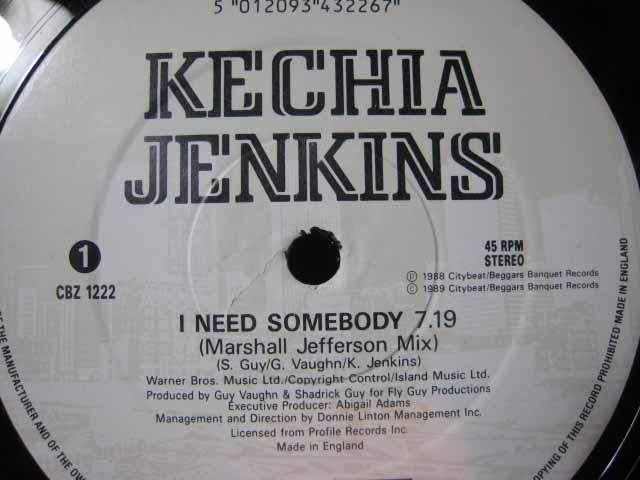 5 "012093"432267"
KECHIA
JENKINS
1
CBZ 1222
45 RPM
STEREO
Ⓟ 1988 Citybeat/Beggars Banquet Records
© 1989 Citybeat/Beggars Banquet Records
I NEED SOMEBODY 7.19
(Marshall Jefferson Mix)
(S. Guy/G. Vaughn/K. Jenkins)
Warner Bros. Music Ltd./Copyright Control/Island Music Ltd.
Produced by Guy Vaughn & Shadrick Guy for Fly Guy Productions
Executive Producer: Abigail Adams
Management and Direction by Donnie Linton Management Inc.
Licensed from Profile Records Inc.
Made in England
OF THE MANUFACTURER AND OF THE OW
OPYING OF THIS RECORD PROHIBITED·MADE IN ENGLAND